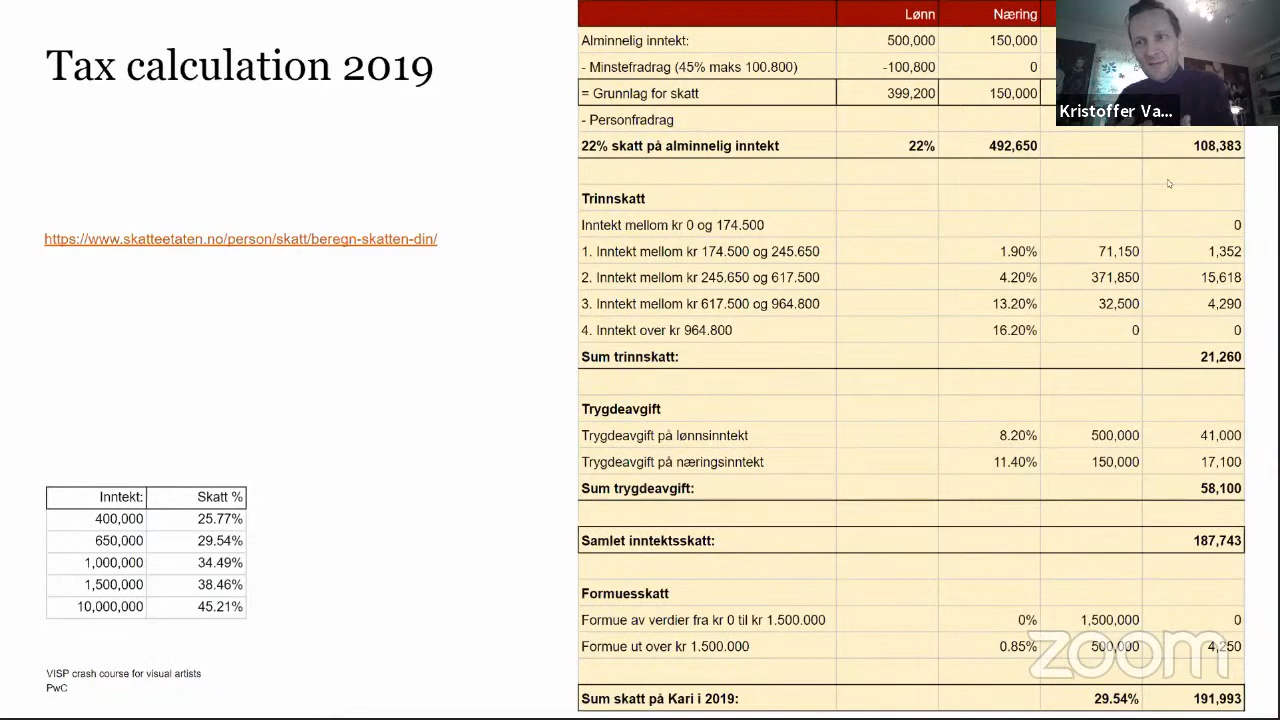 Tax calculation 2019
https://www.skatteetaten.no/person/skatt/beregn-skatten-din/
Inntekt: Skatt %
400,000 25.77%
650,000 29.54%
1,000,000 34.49%
1,500,000 38.46%
10,000,000 45.21%
VISP crash course for visual artists
PwC
Lønn Næring
Alminnelig inntekt: 500,000 150,000
- Minstefradrag (45% maks 100.800) -100,800 0
= Grunnlag for skatt 399,200 150,000
- Personfradrag
22% skatt på alminnelig inntekt 22% 492,650 108,383
Trinnskatt
Inntekt mellom kr 0 og 174.500 0
1. Inntekt mellom kr 174.500 og 245.650 1.90% 71,150 1,352
2. Inntekt mellom kr 245.650 og 617.500 4.20% 371,850 15,618
3. Inntekt mellom kr 617.500 og 964.800 13.20% 32,500 4,290
4. Inntekt over kr 964.800 16.20% 0 0
Sum trinnskatt: 21,260
Trygdeavgift
Trygdeavgift på lønnsinntekt 8.20% 500,000 41,000
Trygdeavgift på næringsinntekt 11.40% 150,000 17,100
Sum trygdeavgift: 58,100
Samlet inntektsskatt: 187,743
Formuesskatt
Formue av verdier fra kr 0 til kr 1.500.000 0% 1,500,000 0
Formue ut over kr 1.500.000 0.85% 500,000 4,250
Sum skatt på Kari i 2019: 29.54% 191,993
Kristoffer Va...
zoom